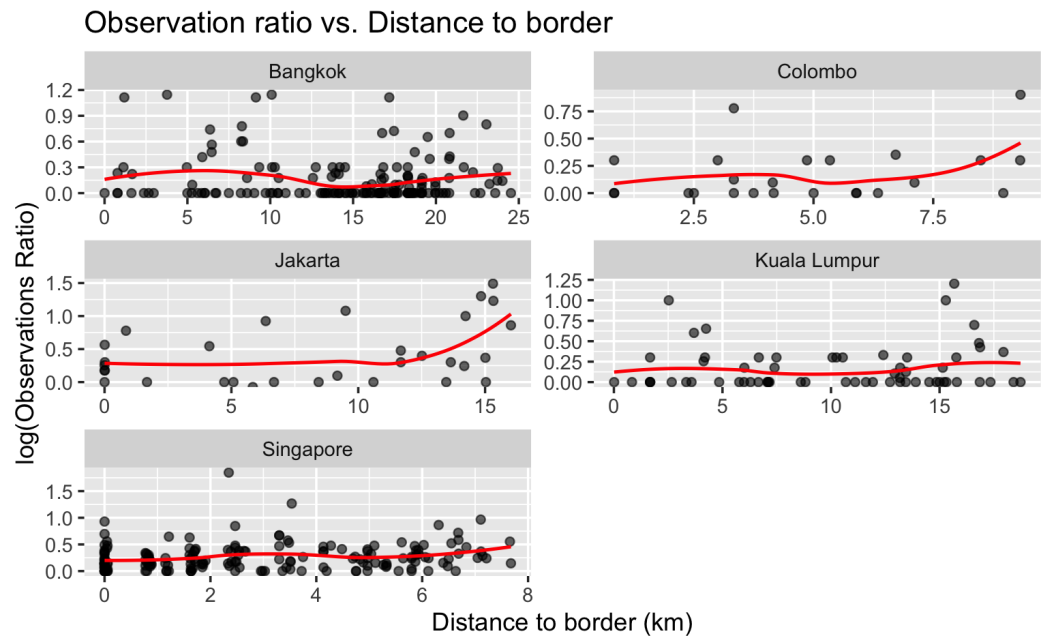 Observation ratio vs. Distance to border
Bangkok
1.2
0.9
0.6
0.3
0.0
0 5 10 15 20 25
Colombo
0.75
0.50
0.25
0.00
2.5 5.0 7.5
Jakarta
1.5
1.0
0.5
0.0
0 5 10 15
Kuala Lumpur
1.25
1.00
0.75
0.50
0.25
0.00
0 5 10 15
Singapore
1.5
1.0
0.5
0.0
0 2 4 6 8
log(Observations Ratio)
Distance to border (km)